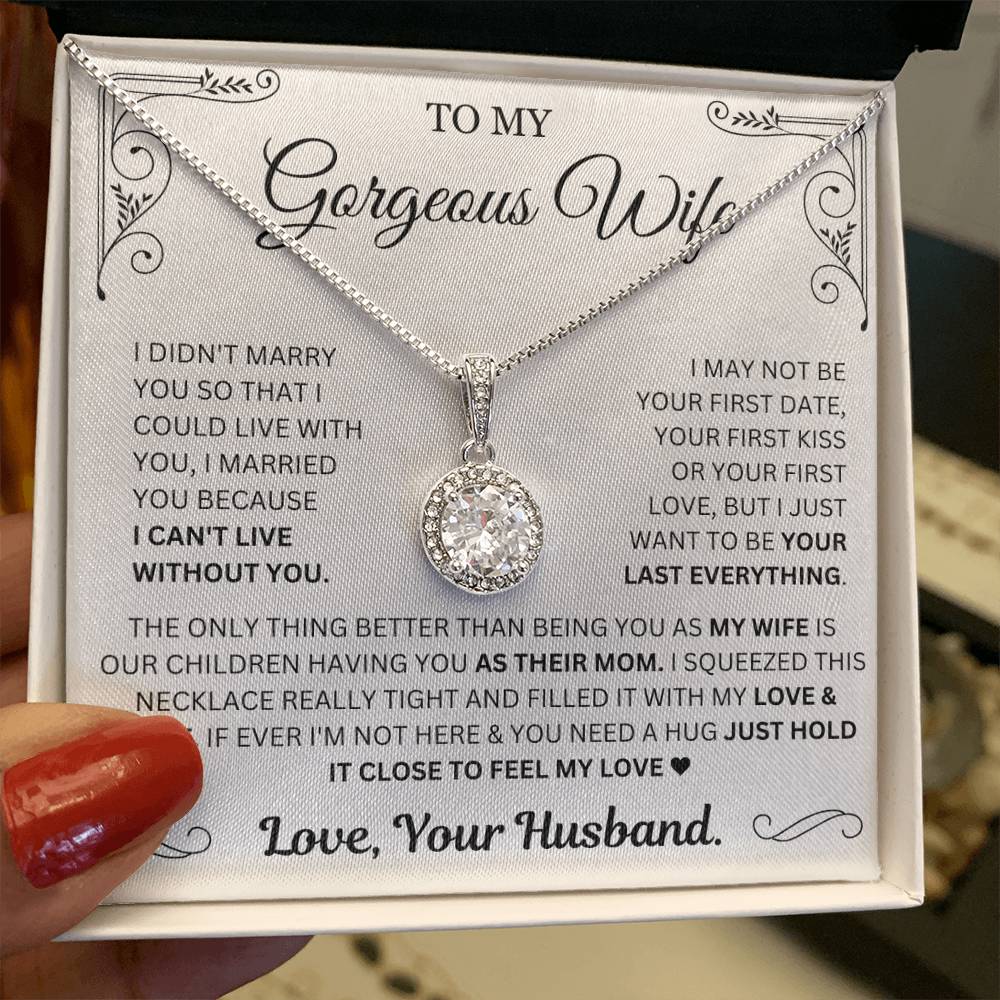 TO MY
Gorgeous Wife
I DIDN'T MARRY
YOU SO THAT I
COULD LIVE WITH
YOU, I MARRIED
YOU BECAUSE
I CAN'T LIVE
WITHOUT YOU.
I MAY NOT BE
YOUR FIRST DATE,
YOUR FIRST KISS
OR YOUR FIRST
LOVE, BUT I JUST
WANT TO BE YOUR
LAST EVERYTHING.
THE ONLY THING BETTER THAN BEING YOU AS MY WIFE IS
OUR CHILDREN HAVING YOU AS THEIR MOM. I SQUEEZED THIS
NECKLACE REALLY TIGHT AND FILLED IT WITH MY LOVE &
IF EVER I'M NOT HERE & YOU NEED A HUG JUST HOLD
IT CLOSE TO FEEL MY LOVE ♥
Love, Your Husband.